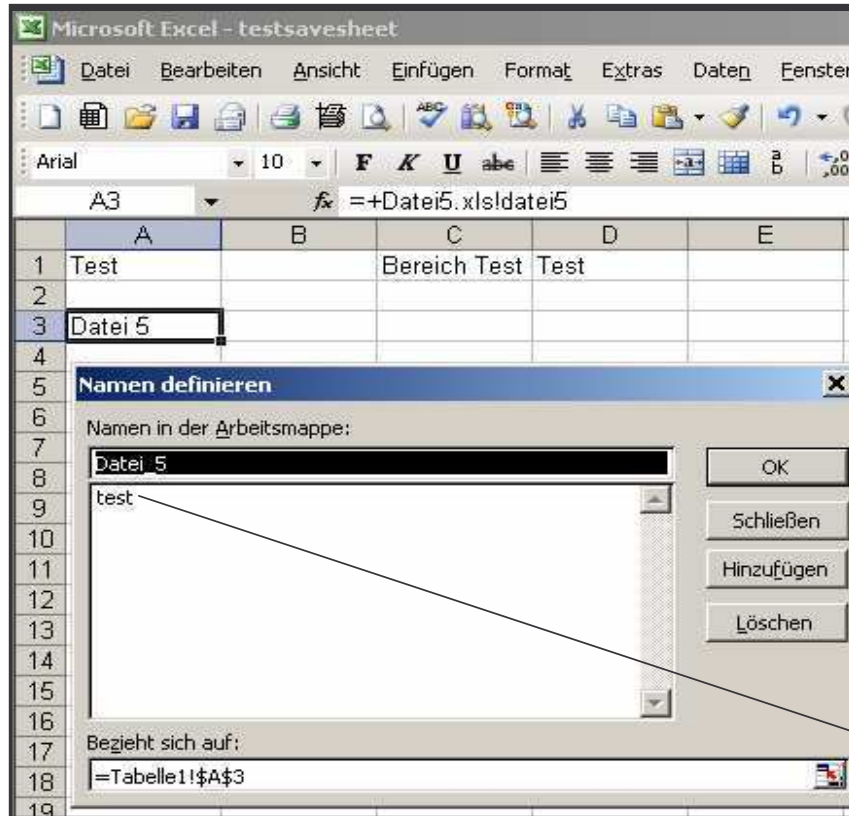 Microsoft Excel - testsavesheet
Datei Bearbeiten Ansicht Einfügen Format Extras Daten Fenster
ABC
Arial 10 F K U abc
A3 fx =+Datei5.xls!datei5
A B C D E
1 Test Bereich Test Test
2
3 Datei 5
4
5 Namen definieren
6 Namen in der Arbeitsmappe:
7
Datei_5 OK
8
9 test
Schließen
10
11 Hinzufügen
12
13 Löschen
14
15
16
17 Bezieht sich auf:
18 =Tabelle1!$A$3
19